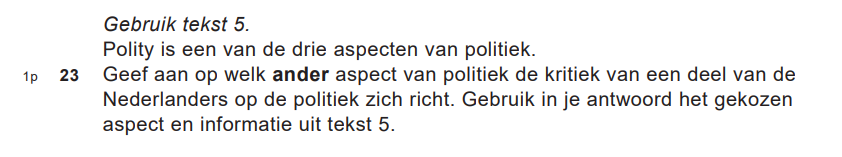 Gebruik tekst 5.
Polity is een van de drie aspecten van politiek.
1p 23 Geef aan op welk ander aspect van politiek de kritiek van een deel van de
Nederlanders op de politiek zich richt. Gebruik in je antwoord het gekozen
aspect en informatie uit tekst 5.